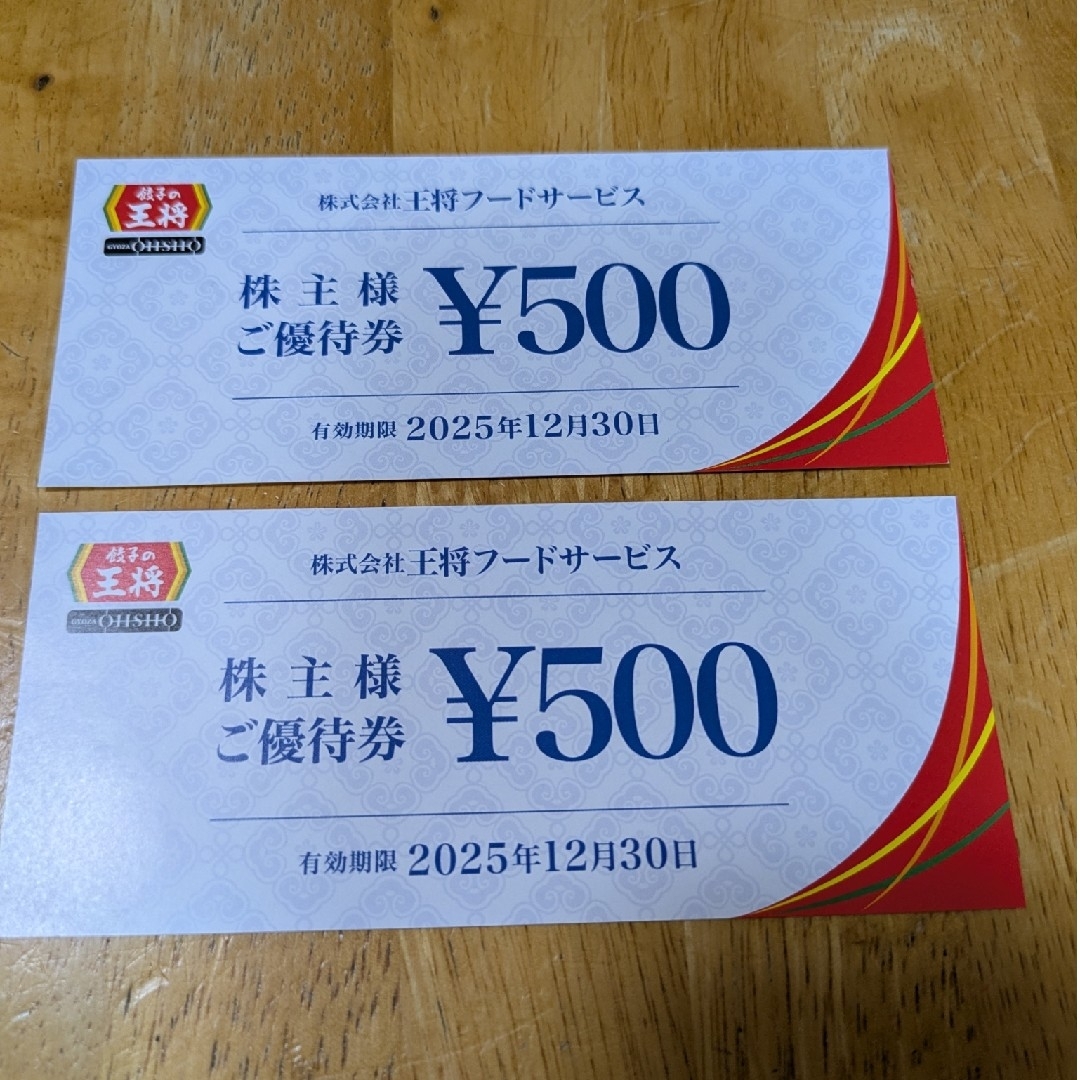 餃子の
王将
GYOZA OHSHO
株式会社王将フードサービス
株主様
ご優待券
¥500
有効期限 2025年12月30日
餃子の
王将
GYOZA OHSHO
株式会社王将フードサービス
株主様
ご優待券
¥500
有効期限 2025年12月30日